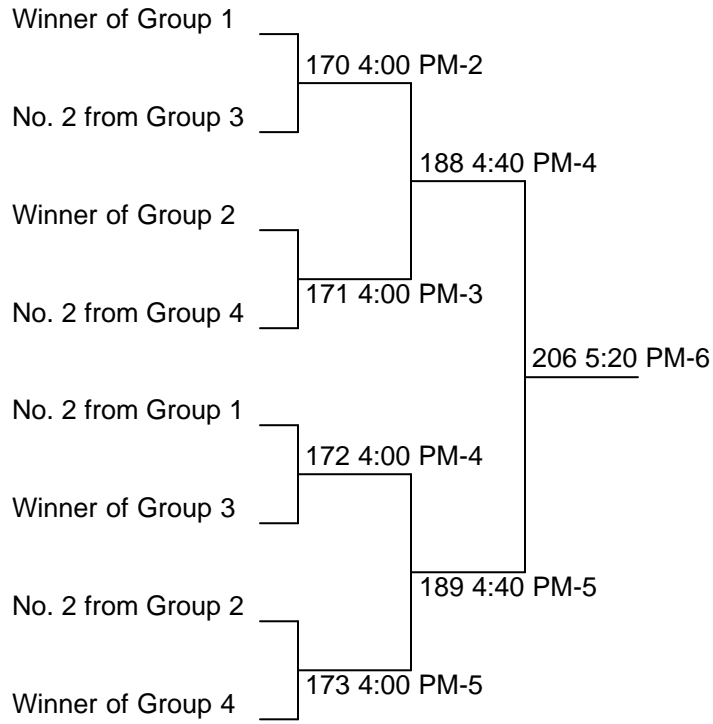 Winner of Group 1
170 4:00 PM-2
No. 2 from Group 3
188 4:40 PM-4
Winner of Group 2
171 4:00 PM-3
No. 2 from Group 4
206 5:20 PM-6
No. 2 from Group 1
172 4:00 PM-4
Winner of Group 3
189 4:40 PM-5
No. 2 from Group 2
173 4:00 PM-5
Winner of Group 4